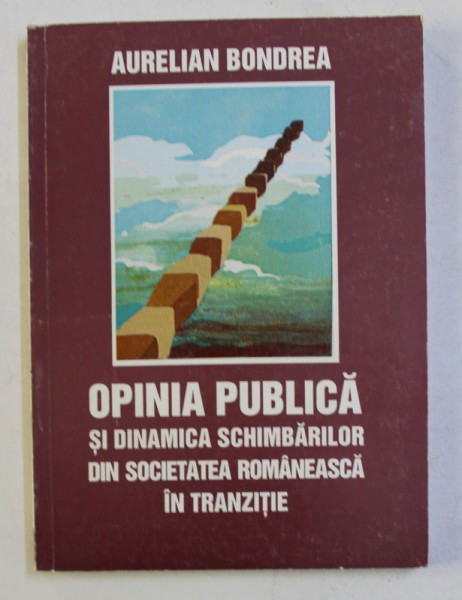 AURELIAN BONDREA
OPINIA PUBLICĂ
ŞI DINAMICA SCHIMBĂRILOR
DIN SOCIETATEA ROMÂNEASCĂ
ÎN TRANZIŢIE